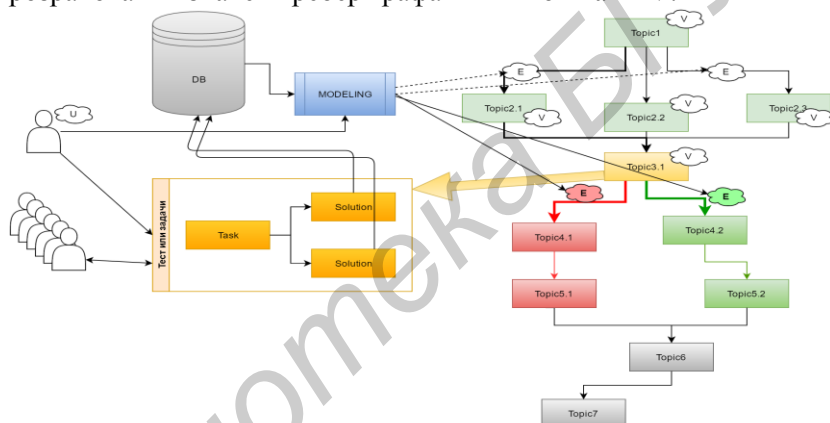 Topic1
V
E
E
DB
MODELING
Topic2.1
V
Topic2.2
V
Topic2.3
V
U
V
Topic3.1
E
E
Тест или задачи
Task
Solution
Solution
Topic4.1
Topic4.2
Topic5.1
Topic5.2
Topic6
Topic7